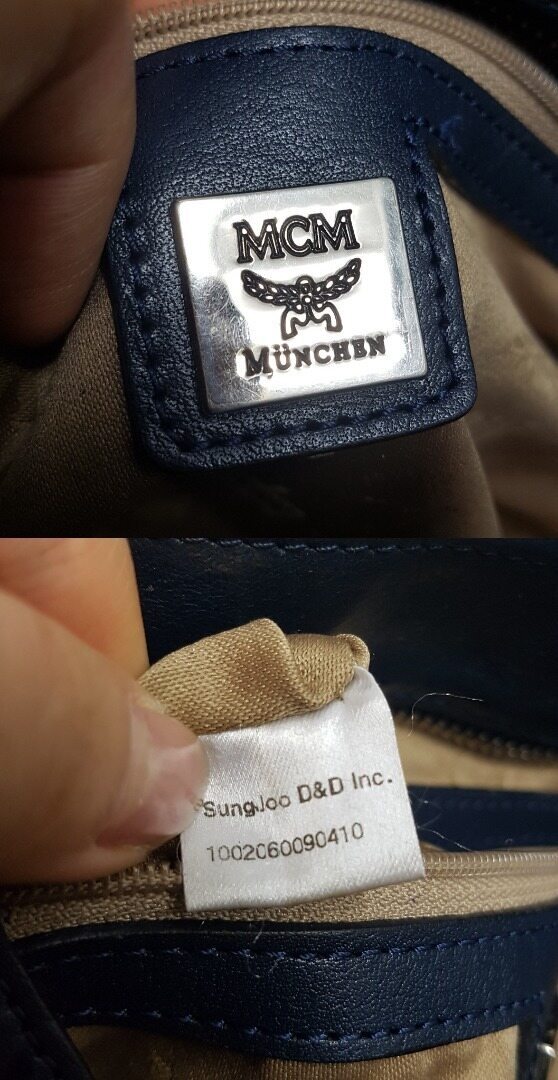 MCM
MÜNCHEN
SungJoo D&D Inc.
1002060090410